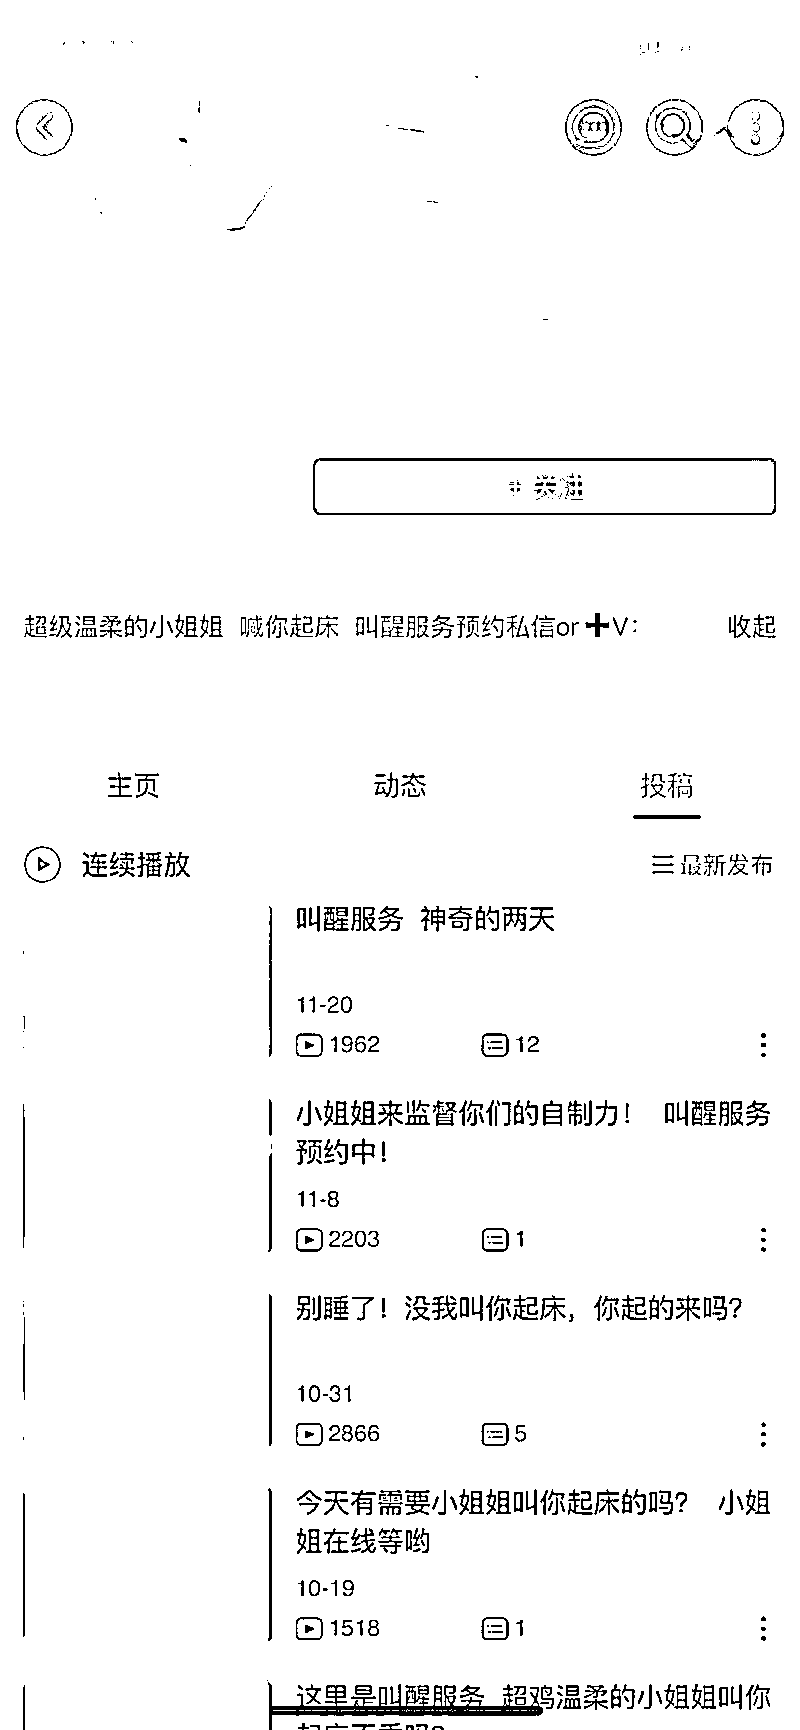 + 关注
超级温柔的小姐姐 喊你起床 叫醒服务预约私信or➕V： 收起
主页 动态 投稿
连续播放 最新发布
叫醒服务 神奇的两天
11-20
1962 12
小姐姐来监督你们的自制力！ 叫醒服务
预约中！
11-8
2203 1
别睡了！没我叫你起床，你起的来吗？
10-31
2866 5
今天有需要小姐姐叫你起床的吗？ 小姐
姐在线等哟
10-19
1518 1
这里是叫醒服务 超鸡温柔的小姐姐叫你